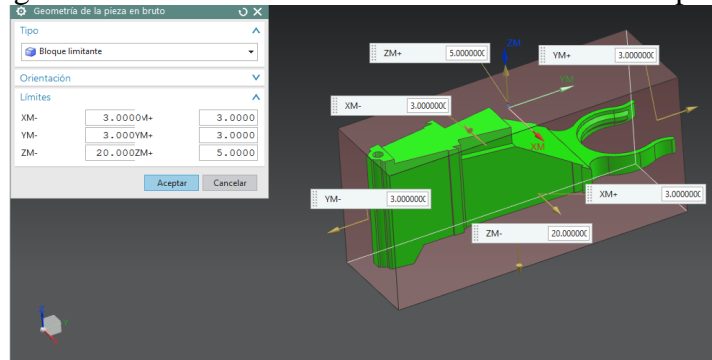 Geometría de la pieza en bruto
Tipo
Bloque limitante
Orientación
Límites
XM- 3.0000 XM+ 3.0000
YM- 3.000 YM+ 3.0000
ZM- 20.000 ZM+ 5.0000
Aceptar Cancelar
ZM+ 5.000000(
ZM
YM+ 3.000000(
YM
XM- 3.000000(
XM
YM- 3.000000(
XM+ 3.000000(
ZM- 20.00000(